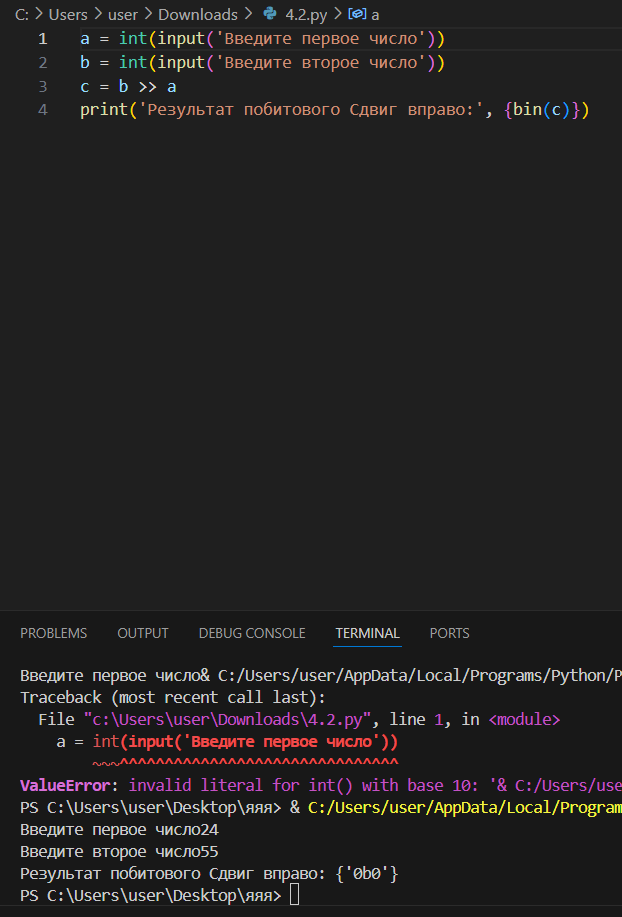 C: > Users > user > Downloads > 4.2.py > a
1 a = int(input('Введите первое число'))
2 b = int(input('Введите второе число'))
3 c = b >> a
4 print('Результат побитового Сдвиг вправо:', {bin(c)})
PROBLEMS OUTPUT DEBUG CONSOLE TERMINAL PORTS
Введите первое число& C:/Users/user/AppData/Local/Programs/Python/P
Traceback (most recent call last):
File "c:\Users\user\Downloads\4.2.py", line 1, in <module>
a = int(input('Введите первое число'))
~~~^^^^^^^^^^^^^^^^^^^^^^^^^^^^^^^
ValueError: invalid literal for int() with base 10: '& C:/Users/use
PS C:\Users\user\Desktop\яяя> & C:/Users/user/AppData/Local/Program
Введите первое число24
Введите второе число55
Результат побитового Сдвиг вправо: {'0b0'}
PS C:\Users\user\Desktop\яяя>